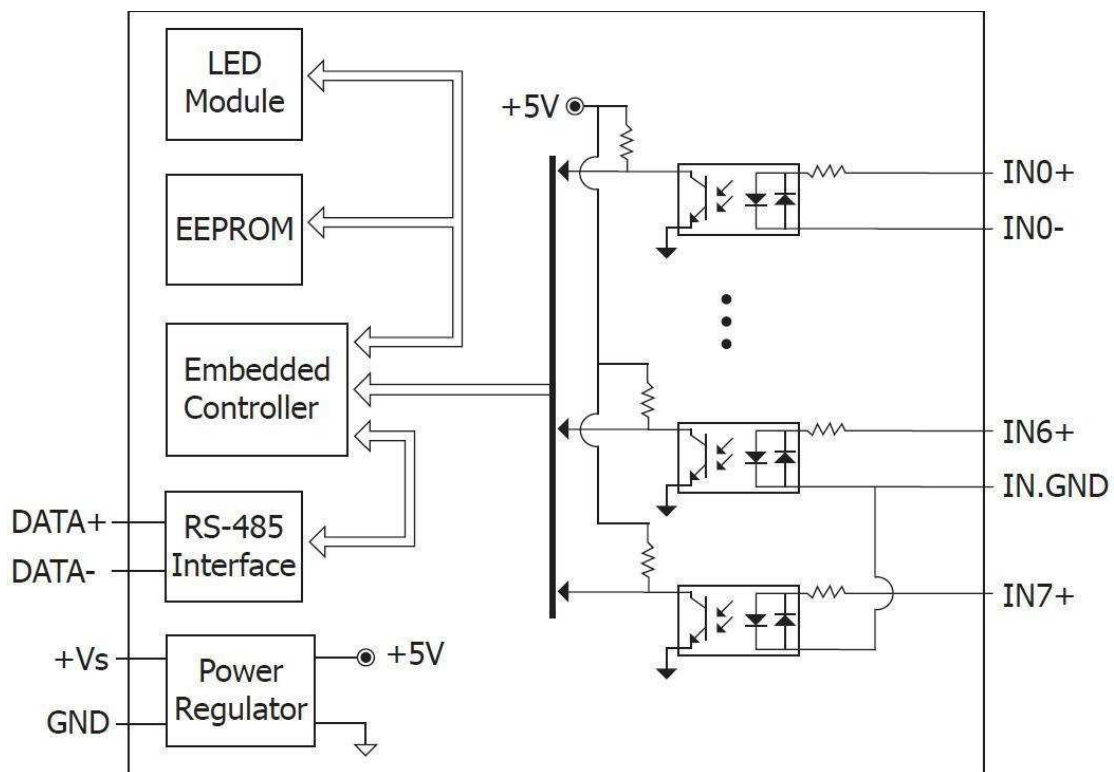 LED
Module
EEPROM
Embedded
Controller
DATA+
DATA-
RS-485
Interface
+Vs
GND
Power
Regulator
+5V
+5V
IN0+
IN0-
IN6+
IN.GND
IN7+